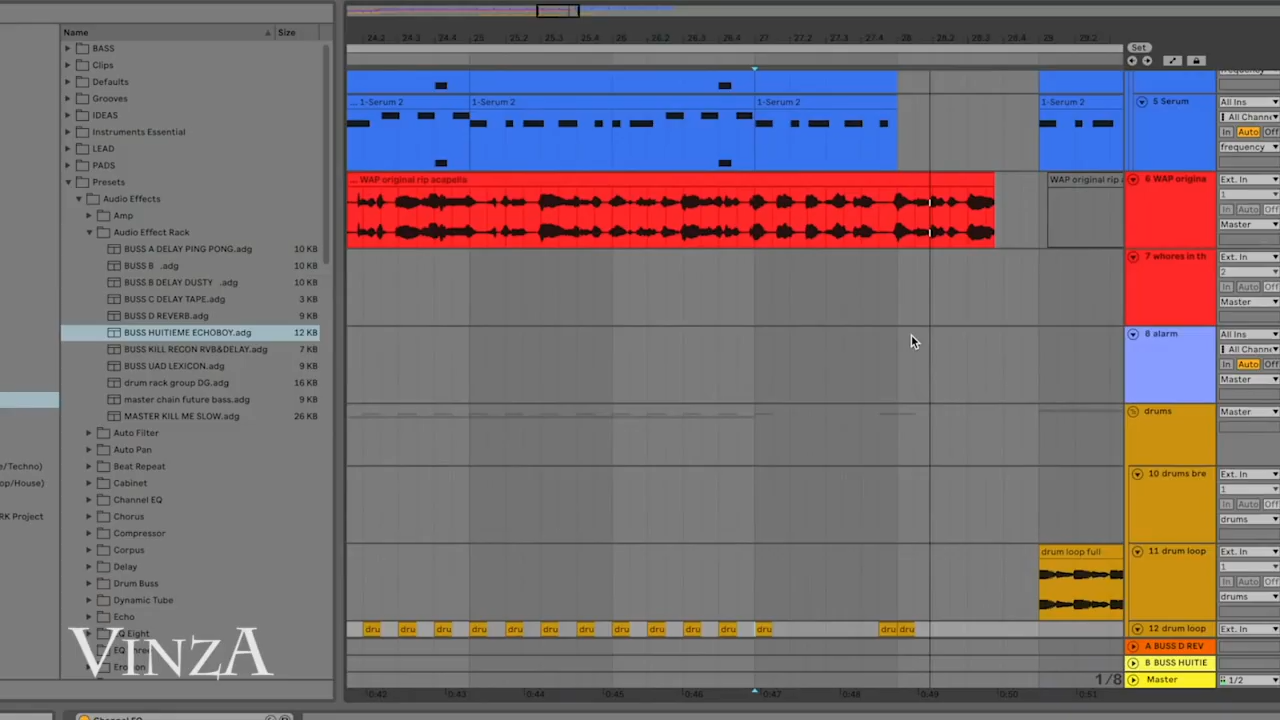 Name Size
BASS
Clips
Defaults
Grooves
IDEAS
Instruments Essential
LEAD
PADS
Presets
Audio Effects
Amp
Audio Effect Rack
BUSS A DELAY PING PONG.adg 10 KB
BUSS B .adg 10 KB
BUSS B DELAY DUSTY .adg 10 KB
BUSS C DELAY TAPE.adg 3 KB
BUSS D REVERB.adg 9 KB
BUSS HUITIEME ECHOBOY.adg 12 KB
BUSS KILL RECON RVB&DELAY.adg 7 KB
BUSS UAD LEXICON.adg 9 KB
drum rack group DG.adg 16 KB
master chain future bass.adg 9 KB
MASTER KILL ME SLOW.adg 26 KB
Auto Filter
Auto Pan
Beat Repeat
Cabinet
Channel EQ
Chorus
Compressor
Corpus
Delay
Drum Buss
Dynamic Tube
Echo
EQ Eight
e/Techno)
op/House)
RK Project
VINZA
24.2 24.3 24.4 25 25.2 25.3 25.4 26 26.2 26.3 26.4 27 27.2 27.3 27.4 28 28.2 28.3 28.4 29 29.2
Set
frequency
... 1-Serum 2 1-Serum 2 1-Serum 2 1-Serum 2
5 Serum
All Ins
All Channe
In Auto Off
frequency
... WAP original rip acapella WAP original rip a
6 WAP origina
Ext. In
1
In Auto Off
Master
7 whores in th
Ext. In
2
In Auto Off
Master
8 alarm
All Ins
All Channe
In Auto Off
Master
drums
Master
10 drums bre
Ext. In
1
In Auto Off
drums
drum loop full
11 drum loop
Ext. In
1
In Auto Off
drums
dru dru dru dru dru dru dru dru dru dru dru dru dru dru dru
12 drum loop
Ext. In
A BUSS D REV
B BUSS HUITIE
Master
1/2
1/8
0:42 0:43 0:44 0:45 0:46 0:47 0:48 0:49 0:50 0:51
Channel EQ